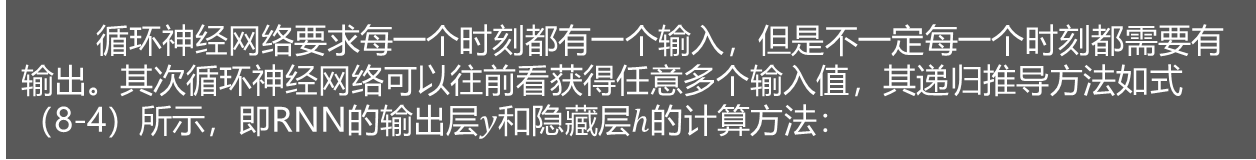 循环神经网络要求每一个时刻都有一个输入，但是不一定每一个时刻都需要有
输出。其次循环神经网络可以往前看获得任意多个输入值，其递归推导方法如式
（8-4）所示，即RNN的输出层y和隐藏层h的计算方法：